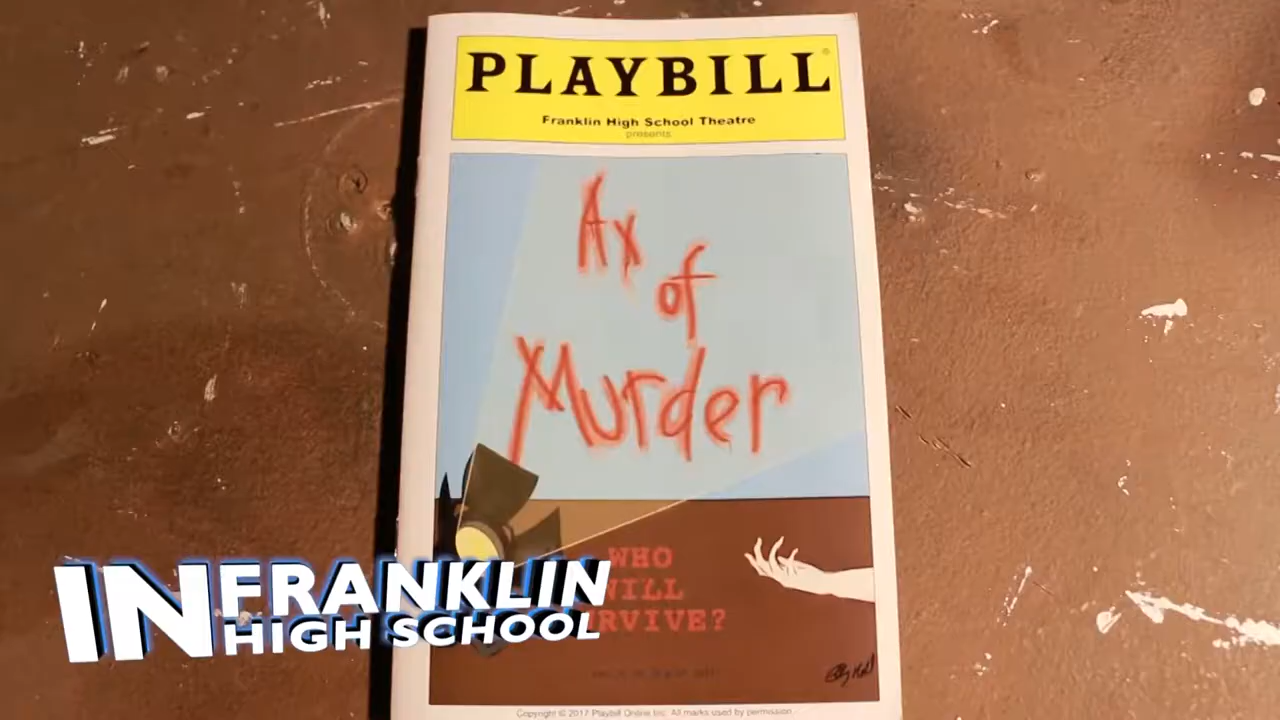 PLAYBILL®
Franklin High School Theatre
presents
Ax
of
Murder
WHO
WILL
RVIVE?
IN FRANKLIN
HIGH SCHOOL
Copyright © 2017 Playbill Online Inc. All marks used by permission.